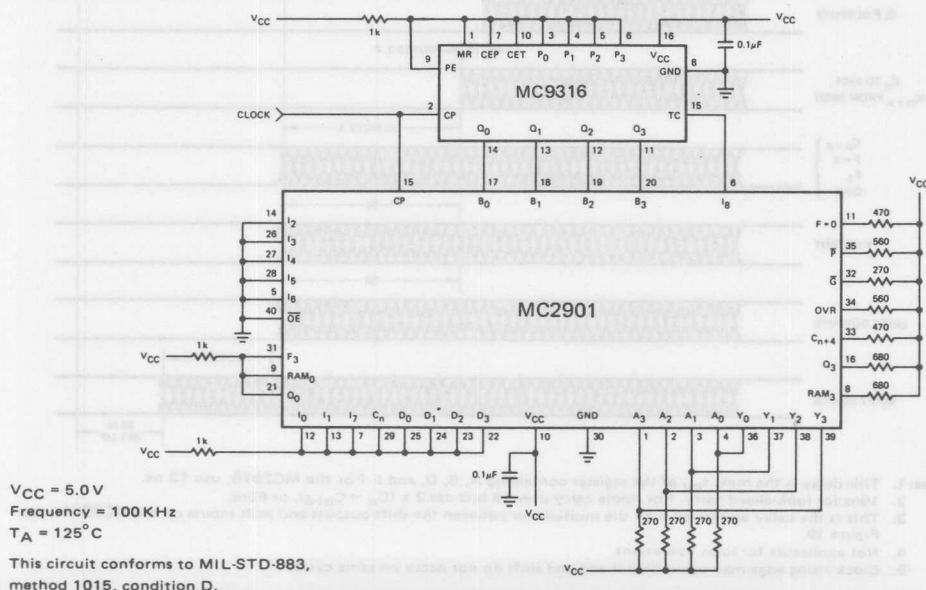 VCC 1k VCC
1 7 10 3 4 5 6 16
0.1µF
9 PE MR CEP CET P0 P1 P2 P3 VCC GND 8
MC9316
CLOCK 2 CP TC 15
Q0 Q1 Q2 Q3
14 13 12 11
15 17 18 19 20 6
CP B0 B1 B2 B3 I8
VCC
14 I2
26 I3
27 I4
28 I5
5 I6
40 OE
MC2901
F=0 11 470
P 35 560
G 32 270
OVR 34 560
Cn+4 33 470
Q3 16 680
RAM3 8 680
VCC 1k 31 F3
9 RAM0
21 Q0
I0 I1 I7 Cn D0 D1 D2 D3 VCC GND A3 A2 A1 A0 Y0 Y1 Y2 Y3
12 13 7 29 25 24 23 22 10 30 1 2 3 4 36 37 38 39
VCC 1k
0.1µF
VCC
270 270 270 270
VCC
VCC = 5.0 V
Frequency = 100 KHz
TA = 125°C
This circuit conforms to MIL-STD-883,
method 1015, condition D.